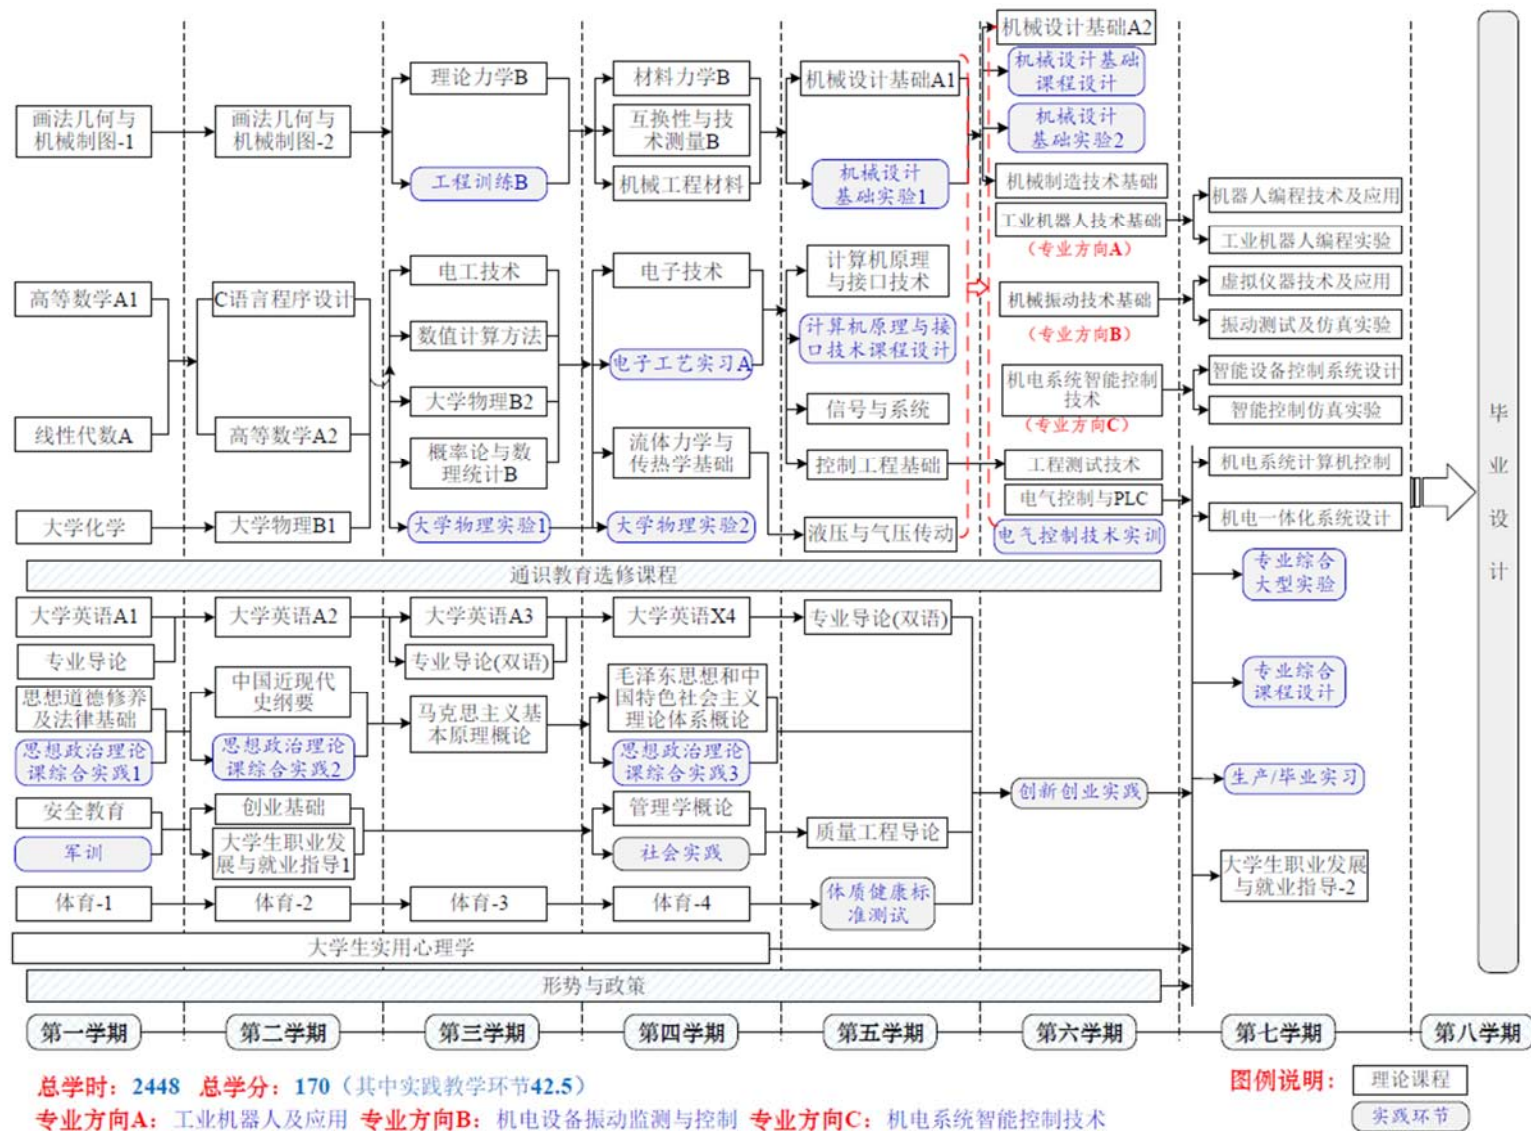 画法几何与
机械制图-1
画法几何与
机械制图-2
理论力学B
工程训练B
材料力学B
互换性与技
术测量B
机械工程材料
机械设计基础A1
机械设计
基础实验1
机械设计基础A2
机械设计基础
课程设计
机械设计
基础实验2
机械制造技术基础
工业机器人技术基础
（专业方向A）
机器人编程技术及应用
工业机器人编程实验
高等数学A1
线性代数A
大学化学
C语言程序设计
高等数学A2
大学物理B1
电工技术
数值计算方法
大学物理B2
概率论与数
理统计B
大学物理实验1
电子技术
电子工艺实习A
流体力学与
传热学基础
大学物理实验2
计算机原理
与接口技术
计算机原理与接
口技术课程设计
信号与系统
控制工程基础
液压与气压传动
机械振动技术基础
（专业方向B）
机电系统智能控制
技术
（专业方向C）
工程测试技术
电气控制与PLC
电气控制技术实训
虚拟仪器技术及应用
振动测试及仿真实验
智能设备控制系统设计
智能控制仿真实验
机电系统计算机控制
机电一体化系统设计
专业综合
大型实验
专业综合
课程设计
生产/毕业实习
大学生职业发展
与就业指导-2
毕
业
设
计
通识教育选修课程
大学英语A1
专业导论
思想道德修养
及法律基础
思想政治理论
课综合实践1
安全教育
军训
体育-1
大学英语A2
中国近现代
史纲要
思想政治理论
课综合实践2
创业基础
大学生职业发
展与就业指导1
体育-2
大学英语A3
专业导论(双语)
马克思主义基
本原理概论
体育-3
大学英语X4
毛泽东思想和中
国特色社会主义
理论体系概论
思想政治理论
课综合实践3
管理学概论
社会实践
体育-4
专业导论(双语)
质量工程导论
体质健康标
准测试
创新创业实践
大学生实用心理学
形势与政策
第一学期
第二学期
第三学期
第四学期
第五学期
第六学期
第七学期
第八学期
总学时：2448 总学分：170（其中实践教学环节42.5）
专业方向A：工业机器人及应用 专业方向B：机电设备振动监测与控制 专业方向C：机电系统智能控制技术
图例说明：
理论课程
实践环节